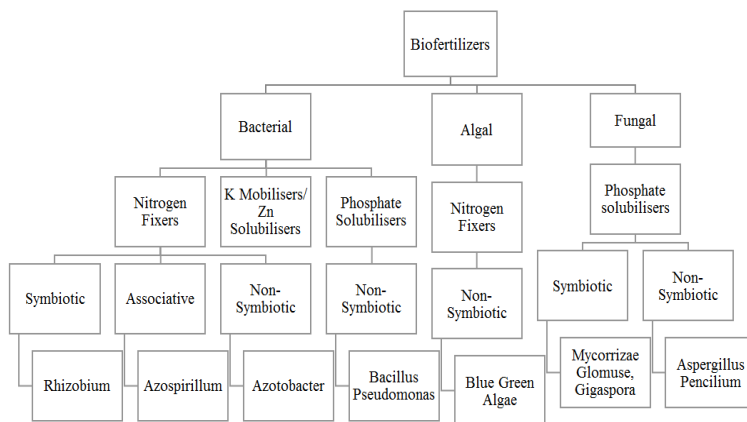 Biofertilizers
Bacterial
Algal
Fungal
Nitrogen
Fixers
K Mobilisers/
Zn
Solubilisers
Phosphate
Solubilisers
Nitrogen
Fixers
Phosphate
solubilisers
Symbiotic
Associative
Non-
Symbiotic
Non-
Symbiotic
Non-
Symbiotic
Symbiotic
Non-
Symbiotic
Rhizobium
Azospirillum
Azotobacter
Bacillus
Pseudomonas
Blue Green
Algae
Mycorrizae
Glomuse,
Gigaspora
Aspergillus
Pencilium